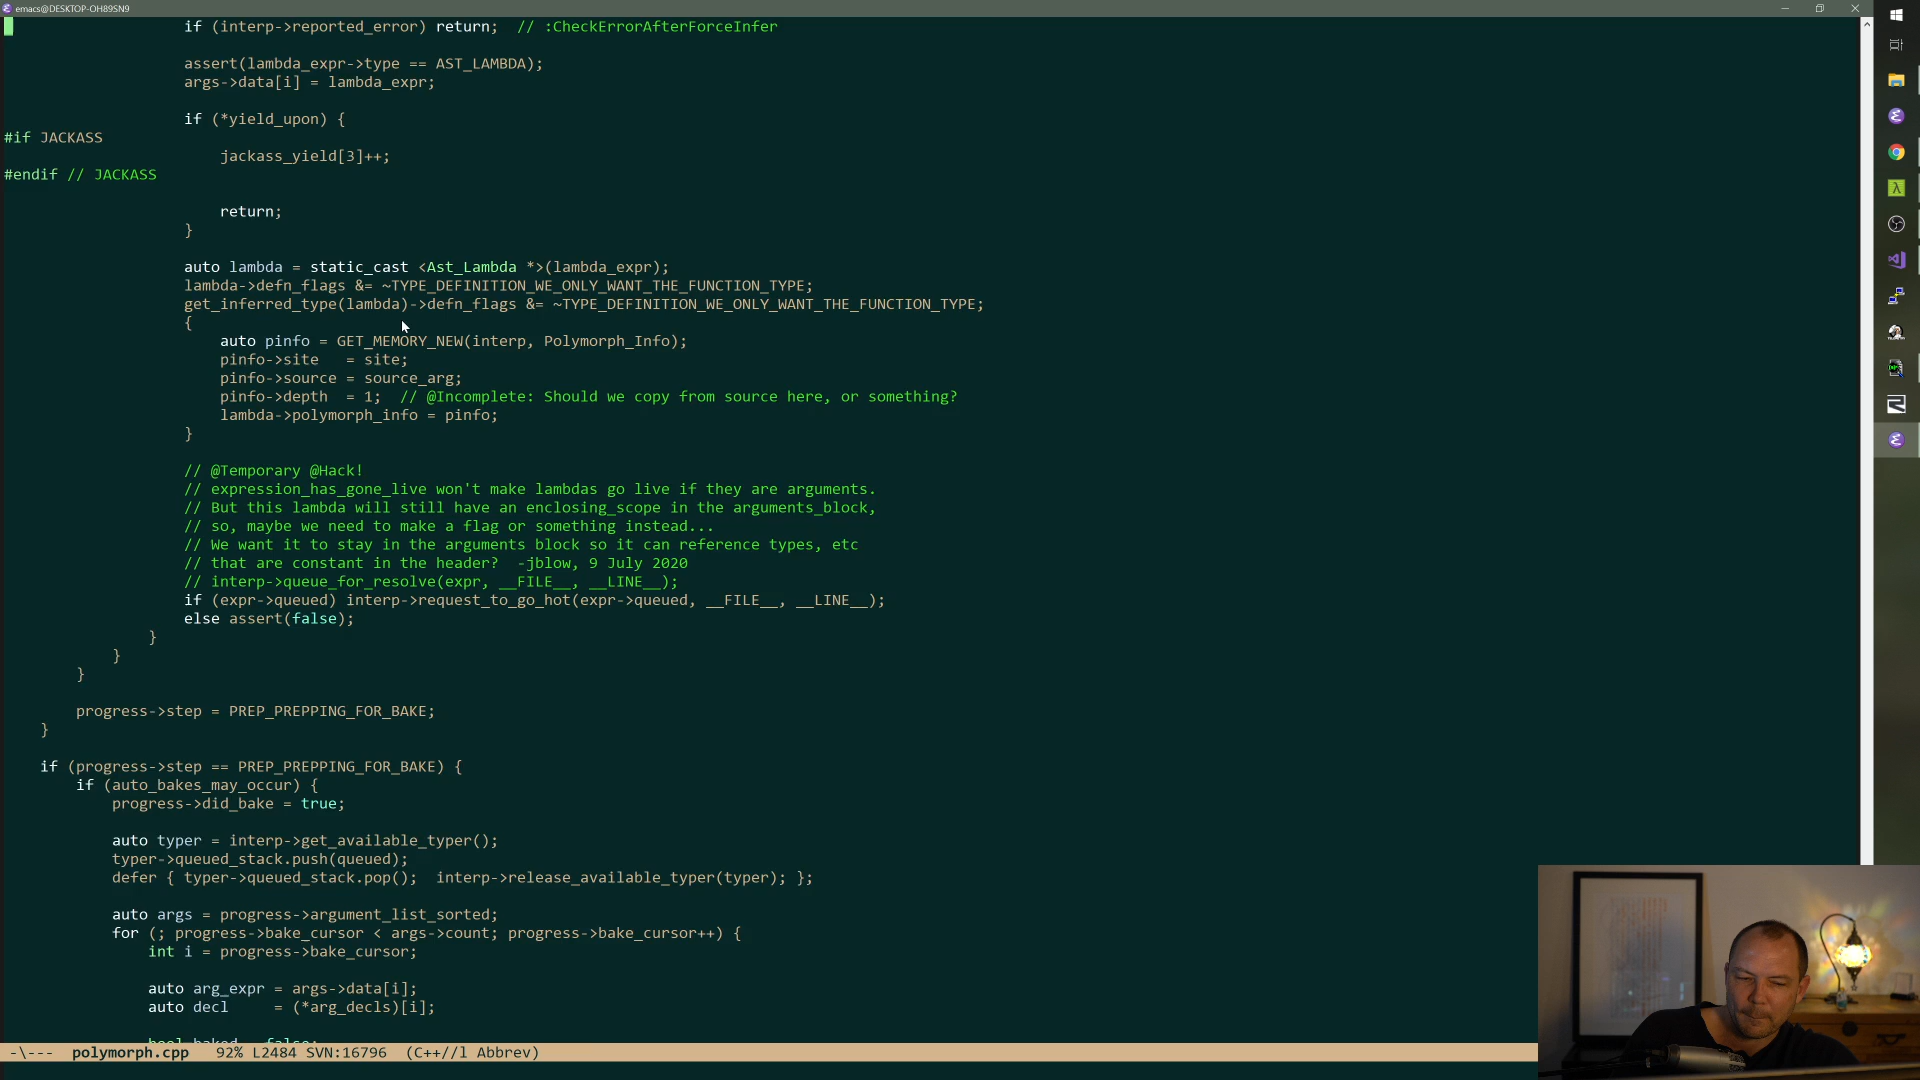 emacs@DESKTOP-OH89SN9
if (interp->reported_error) return;  // :CheckErrorAfterForceInfer
assert(lambda_expr->type == AST_LAMBDA);
args->data[i] = lambda_expr;
if (*yield_upon) {
#if JACKASS
jackass_yield[3]++;
#endif // JACKASS
return;
}
auto lambda = static_cast <Ast_Lambda *>(lambda_expr);
lambda->defn_flags &= ~TYPE_DEFINITION_WE_ONLY_WANT_THE_FUNCTION_TYPE;
get_inferred_type(lambda)->defn_flags &= ~TYPE_DEFINITION_WE_ONLY_WANT_THE_FUNCTION_TYPE;
{
auto pinfo = GET_MEMORY_NEW(interp, Polymorph_Info);
pinfo->site   = site;
pinfo->source = source_arg;
pinfo->depth  = 1;  // @Incomplete: Should we copy from source here, or something?
lambda->polymorph_info = pinfo;
}
// @Temporary @Hack!
// expression_has_gone_live won't make lambdas go live if they are arguments.
// But this lambda will still have an enclosing_scope in the arguments_block,
// so, maybe we need to make a flag or something instead...
// We want it to stay in the arguments block so it can reference types, etc
// that are constant in the header?  -jblow, 9 July 2020
// interp->queue_for_resolve(expr, __FILE__, __LINE__);
if (expr->queued) interp->request_to_go_hot(expr->queued, __FILE__, __LINE__);
else assert(false);
}
}
}
progress->step = PREP_PREPPING_FOR_BAKE;
}
if (progress->step == PREP_PREPPING_FOR_BAKE) {
if (auto_bakes_may_occur) {
progress->did_bake = true;
auto typer = interp->get_available_typer();
typer->queued_stack.push(queued);
defer { typer->queued_stack.pop();  interp->release_available_typer(typer); };
auto args = progress->argument_list_sorted;
for (; progress->bake_cursor < args->count; progress->bake_cursor++) {
int i = progress->bake_cursor;
auto arg_expr = args->data[i];
auto decl     = (*arg_decls)[i];
bool baked = false;
-\---  polymorph.cpp   92% L2484 SVN:16796  (C++//l Abbrev)